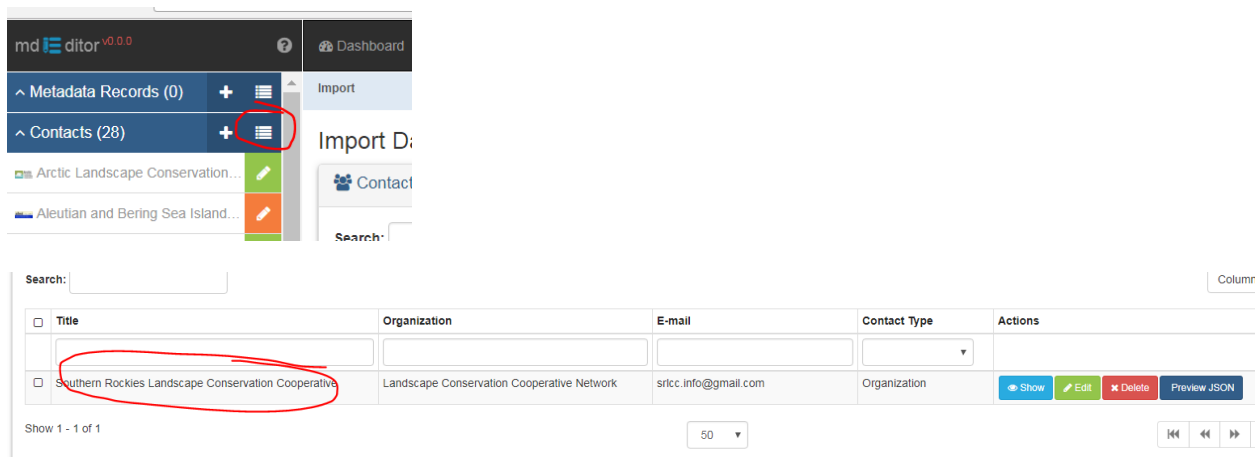 md ditor v0.0.0 Dashboard
Metadata Records (0) Import
Contacts (28)
Import Da
Arctic Landscape Conservation... Contact
Aleutian and Bering Sea Island...
Search:
Search: Column
Title Organization E-mail Contact Type Actions
Southern Rockies Landscape Conservation Cooperative Landscape Conservation Cooperative Network srlcc.info@gmail.com Organization Show Edit Delete Preview JSON
Show 1 - 1 of 1 50